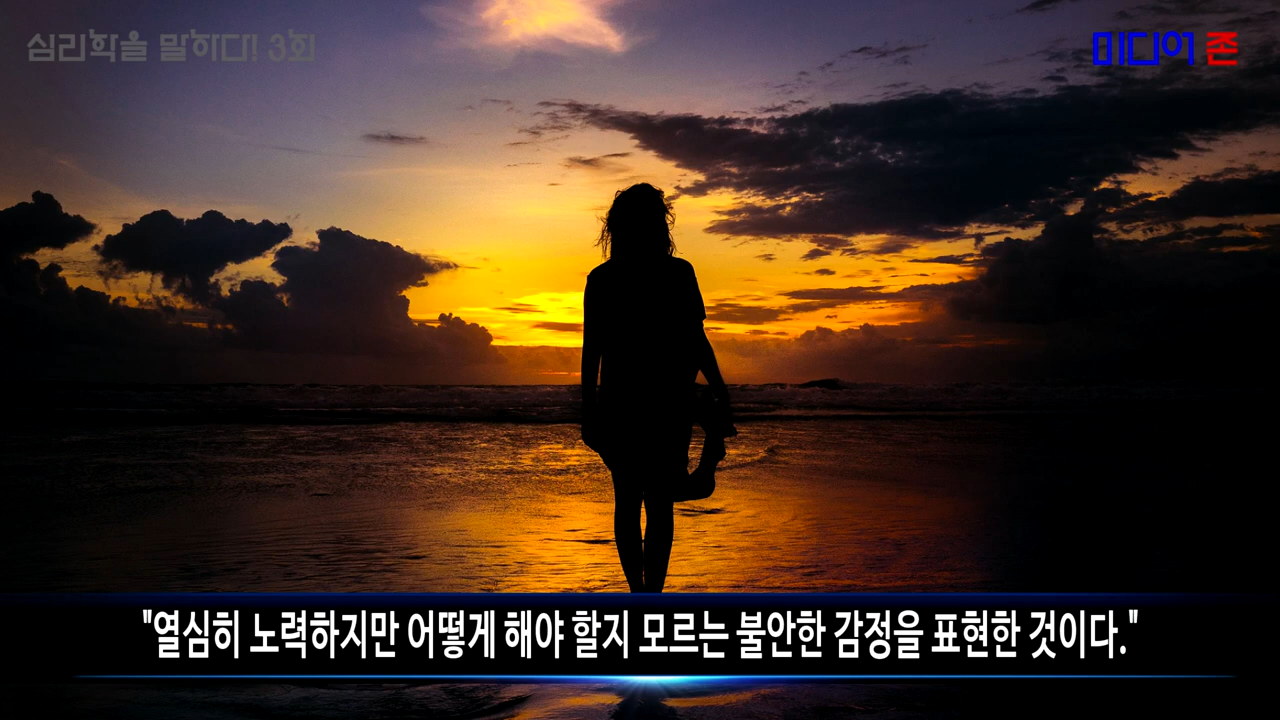 심리학을 말하다! 3회
미디어 존
"열심히 노력하지만 어떻게 해야 할지 모르는 불안한 감정을 표현한 것이다."